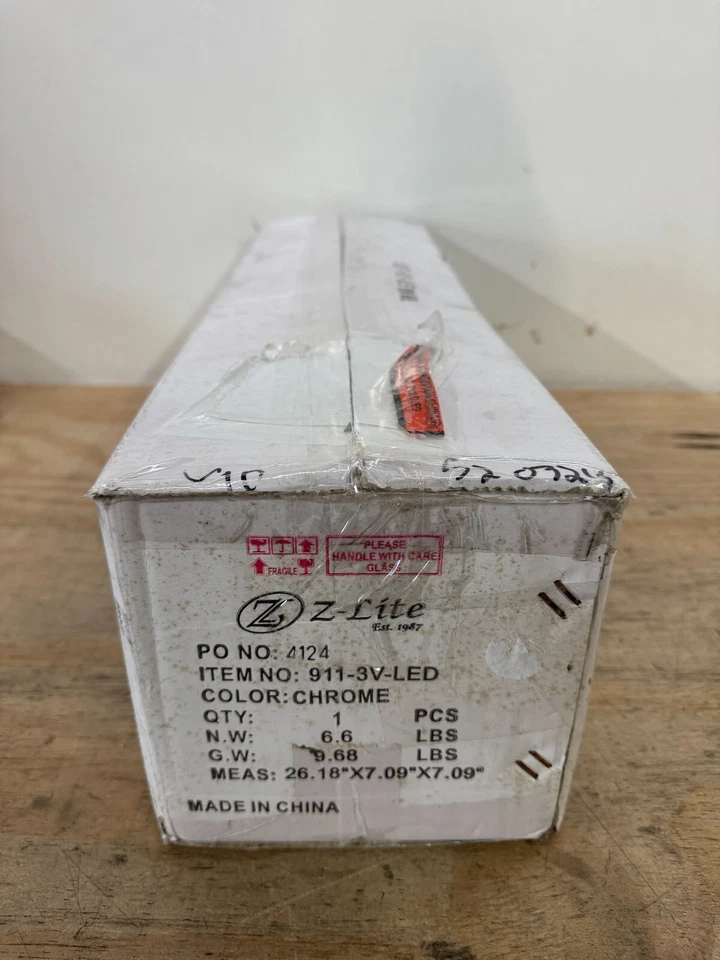 PLEASE
HANDLE WITH CARE
GLASS
FRAGILE
Z-Lite
Est. 1987
PO NO: 4124
ITEM NO: 911-3V-LED
COLOR: CHROME
QTY: 1 PCS
N.W: 6.6 LBS
G.W: 9.68 LBS
MEAS: 26.18"X7.09"X7.09"
MADE IN CHINA